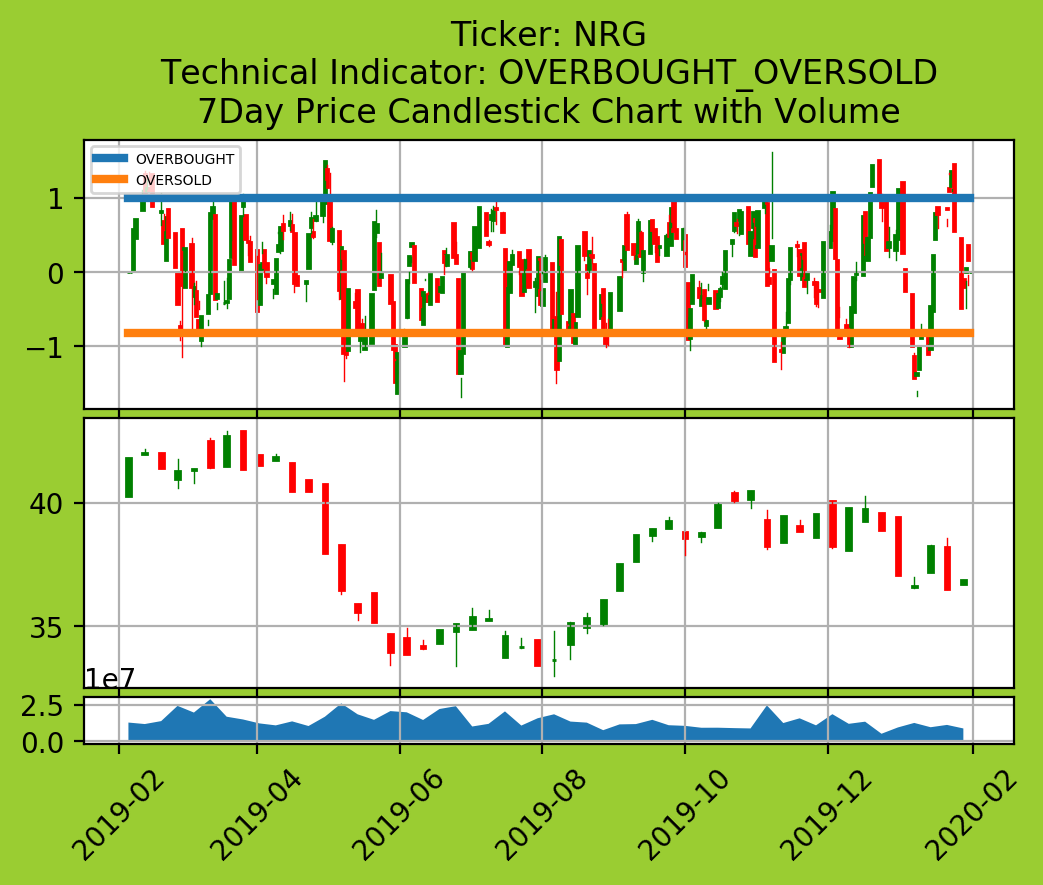 Ticker: NRG
Technical Indicator: OVERBOUGHT_OVERSOLD
7Day Price Candlestick Chart with Volume
OVERBOUGHT
OVERSOLD
1
0
−1
40
35
1e7
2.5
0.0
2019-02
2019-04
2019-06
2019-08
2019-10
2019-12
2020-02